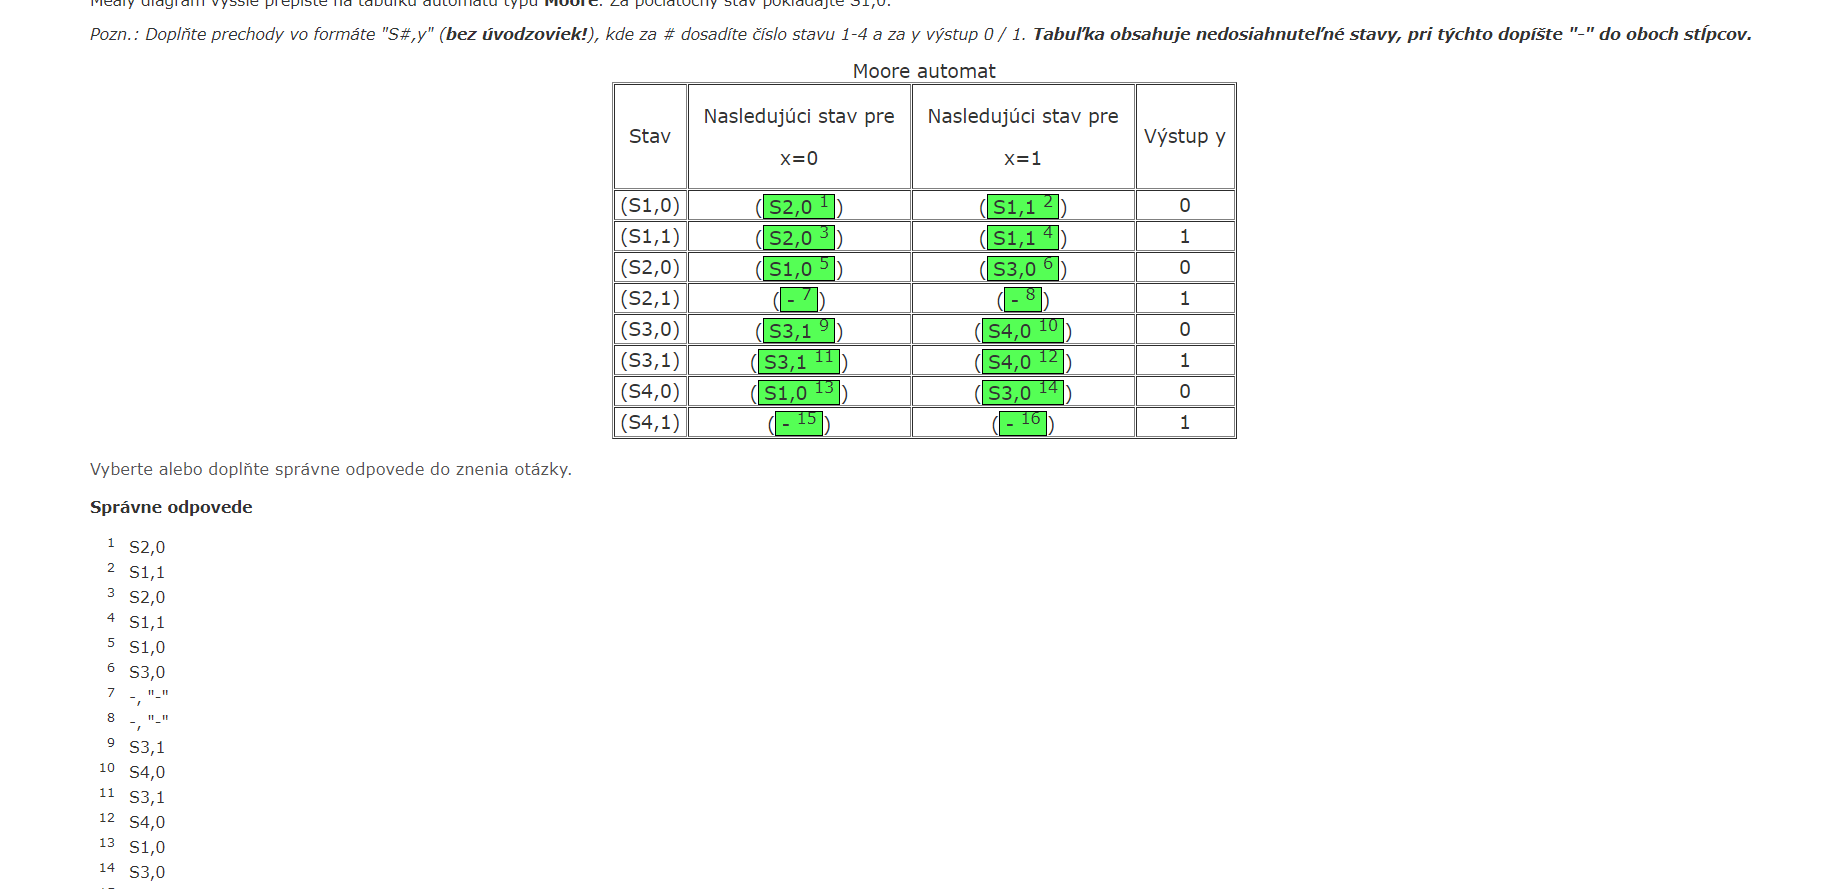 Mealy diagram vyššie prepíšte na tabuľku automatu typu Moore. Za počiatočný stav pokladajte S1,0.
Pozn.: Doplňte prechody vo formáte "S#,y" (bez úvodzoviek!), kde za # dosadíte číslo stavu 1-4 a za y výstup 0 / 1. Tabuľka obsahuje nedosiahnuteľné stavy, pri týchto dopíšte "-" do oboch stĺpcov.
Moore automat
Stav Nasledujúci stav pre x=0 Nasledujúci stav pre x=1 Výstup y
(S1,0) (S2,0 1) (S1,1 2) 0
(S1,1) (S2,0 3) (S1,1 4) 1
(S2,0) (S1,0 5) (S3,0 6) 0
(S2,1) (- 7) (- 8) 1
(S3,0) (S3,1 9) (S4,0 10) 0
(S3,1) (S3,1 11) (S4,0 12) 1
(S4,0) (S1,0 13) (S3,0 14) 0
(S4,1) (- 15) (- 16) 1
Vyberte alebo doplňte správne odpovede do znenia otázky.
Správne odpovede
1 S2,0
2 S1,1
3 S2,0
4 S1,1
5 S1,0
6 S3,0
7 -, "-"
8 -, "-"
9 S3,1
10 S4,0
11 S3,1
12 S4,0
13 S1,0
14 S3,0